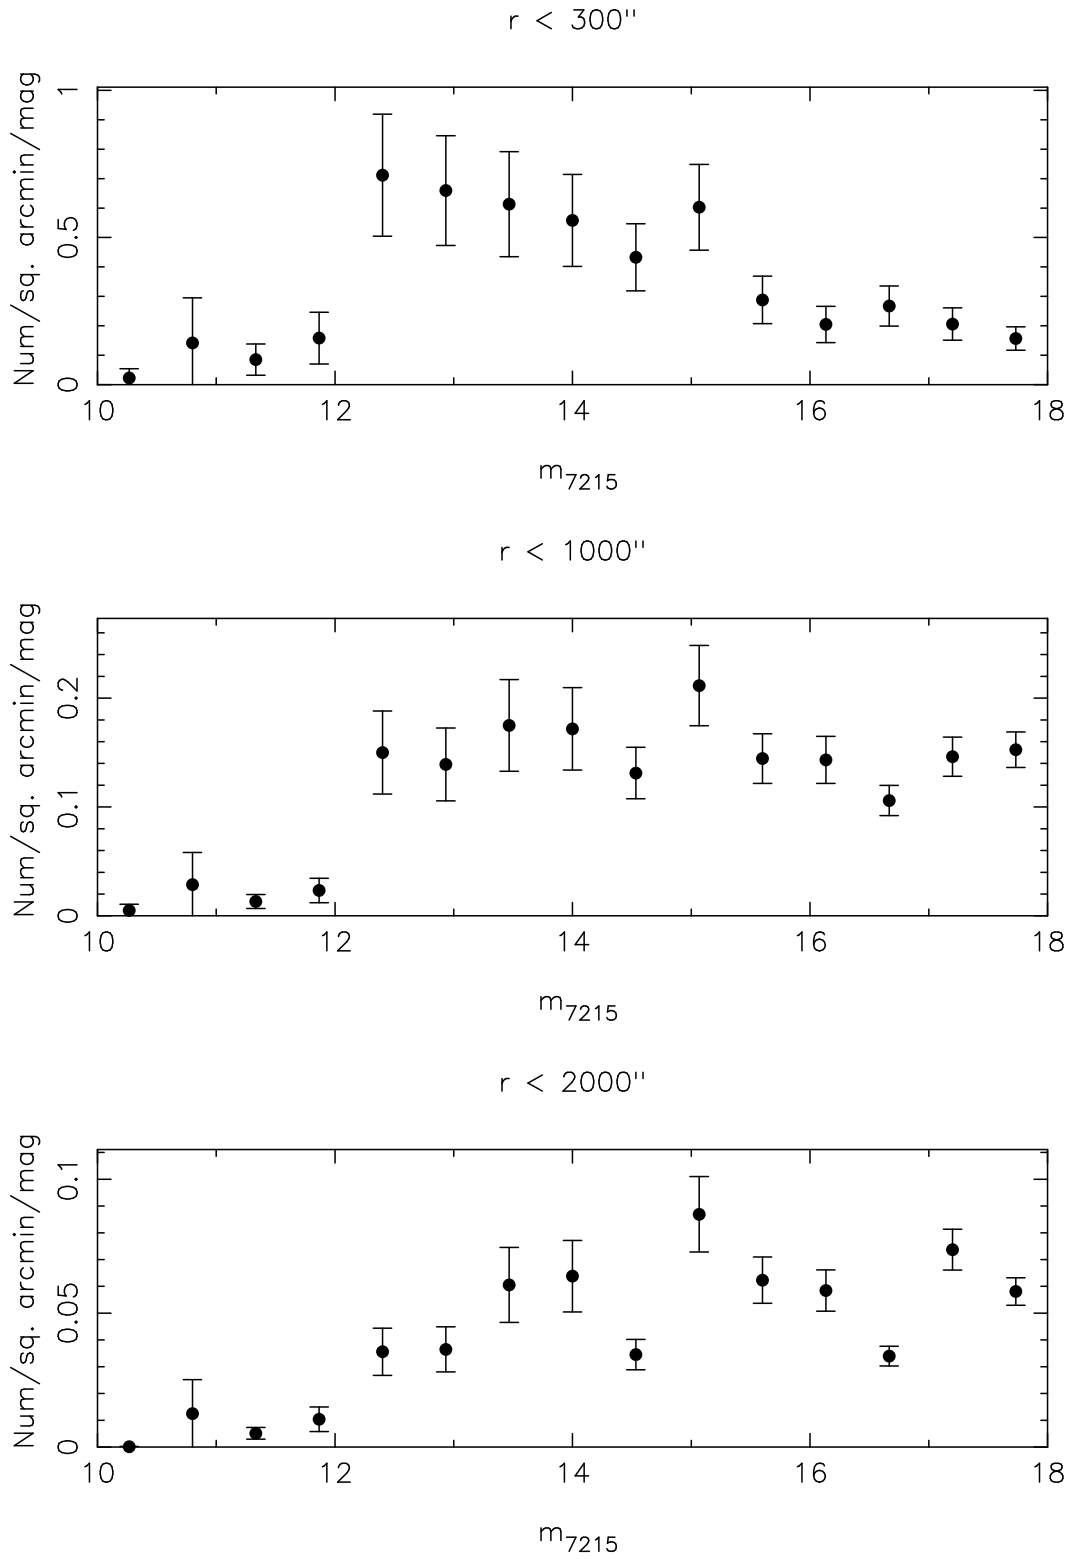 r < 300"
Num/sq. arcmin/mag
1
0.5
0
10 12 14 16 18
m7215
r < 1000"
Num/sq. arcmin/mag
0.2
0.1
0
10 12 14 16 18
m7215
r < 2000"
Num/sq. arcmin/mag
0.1
0.05
0
10 12 14 16 18
m7215